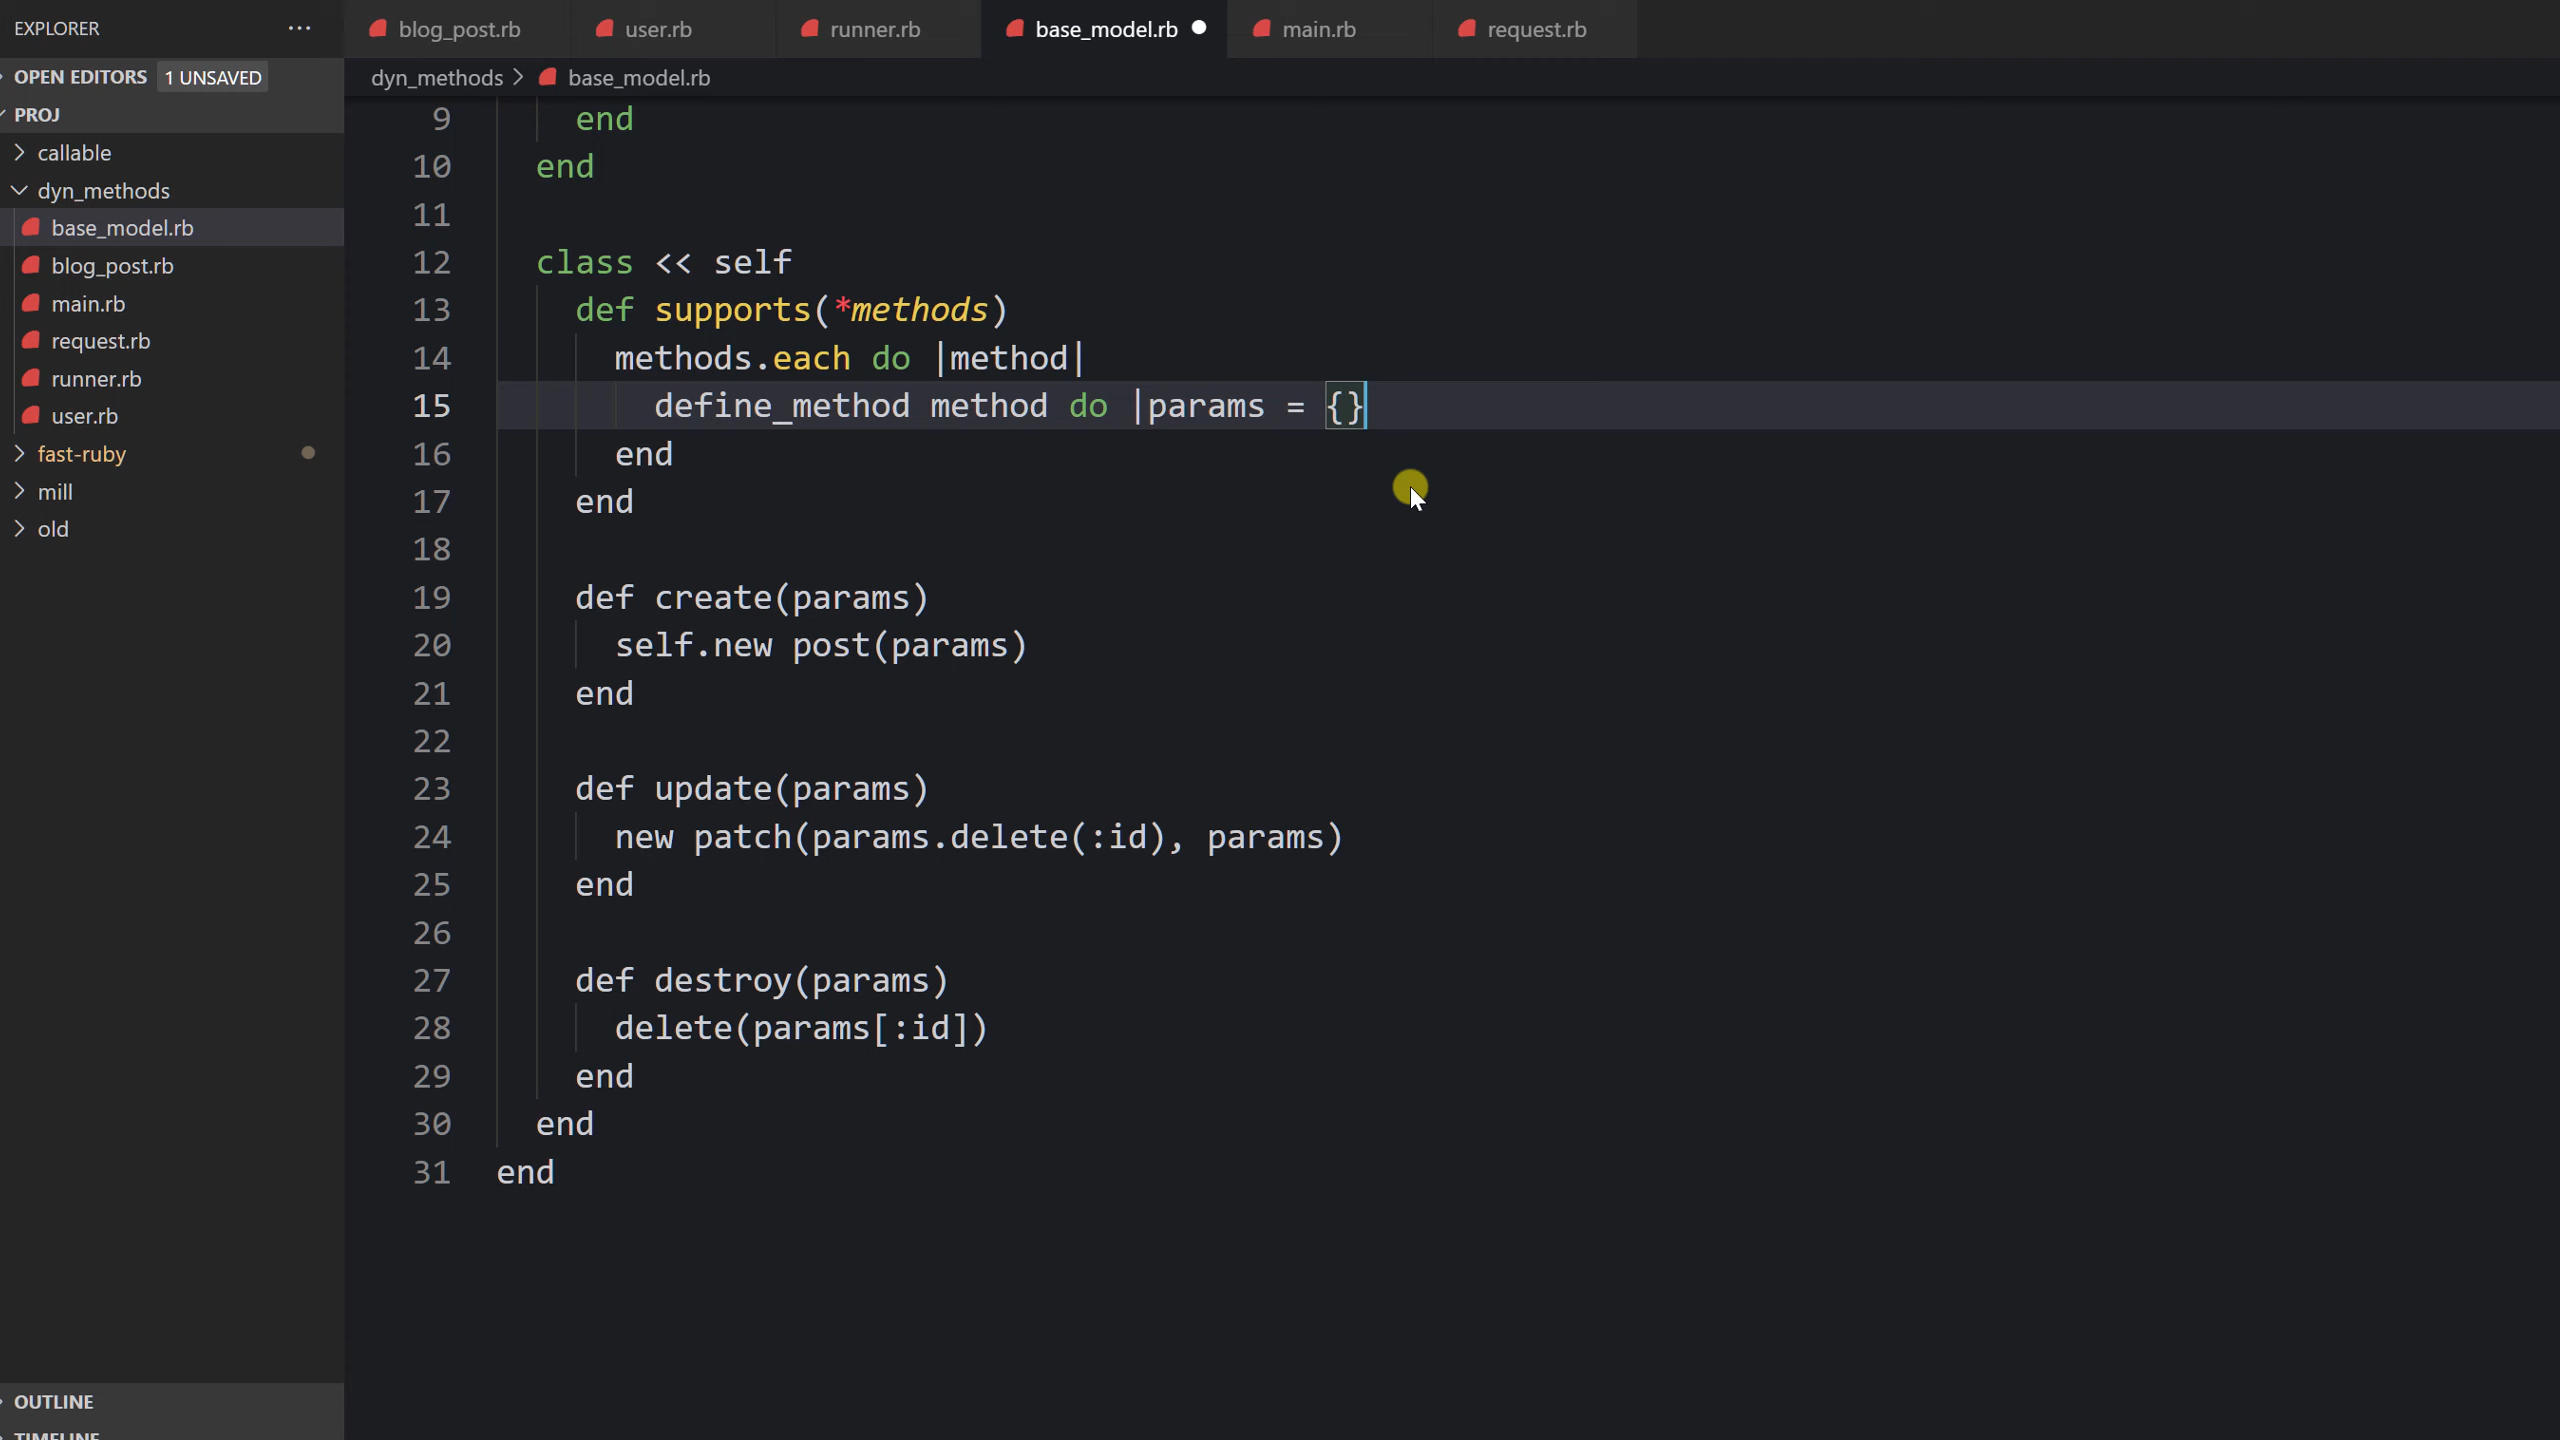 EXPLORER ···
OPEN EDITORS 1 UNSAVED
PROJ
callable
dyn_methods
base_model.rb
blog_post.rb
main.rb
request.rb
runner.rb
user.rb
fast-ruby
mill
old
OUTLINE
TIMELINE
blog_post.rb user.rb runner.rb base_model.rb main.rb request.rb
dyn_methods > base_model.rb
9 end
10 end
11
12 class << self
13 def supports(*methods)
14 methods.each do |method|
15 define_method method do |params = {}
16 end
17 end
18
19 def create(params)
20 self.new post(params)
21 end
22
23 def update(params)
24 new patch(params.delete(:id), params)
25 end
26
27 def destroy(params)
28 delete(params[:id])
29 end
30 end
31 end